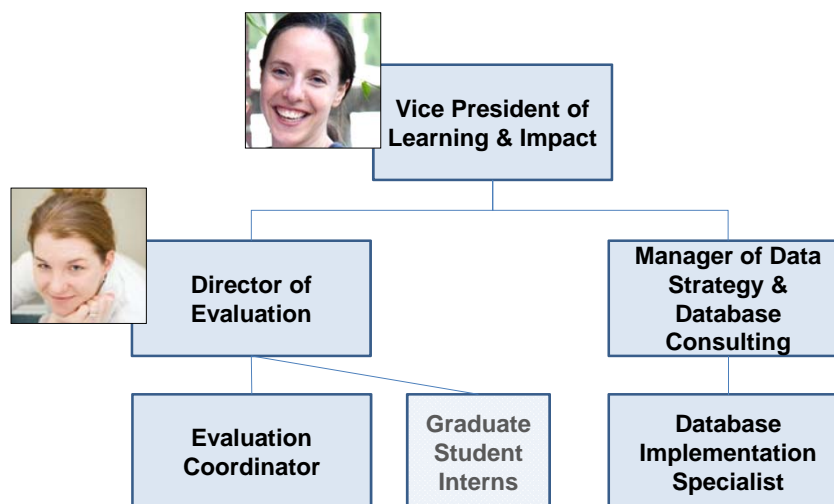 Vice President of
Learning & Impact
Director of
Evaluation
Manager of Data
Strategy &
Database
Consulting
Evaluation
Coordinator
Graduate
Student
Interns
Database
Implementation
Specialist